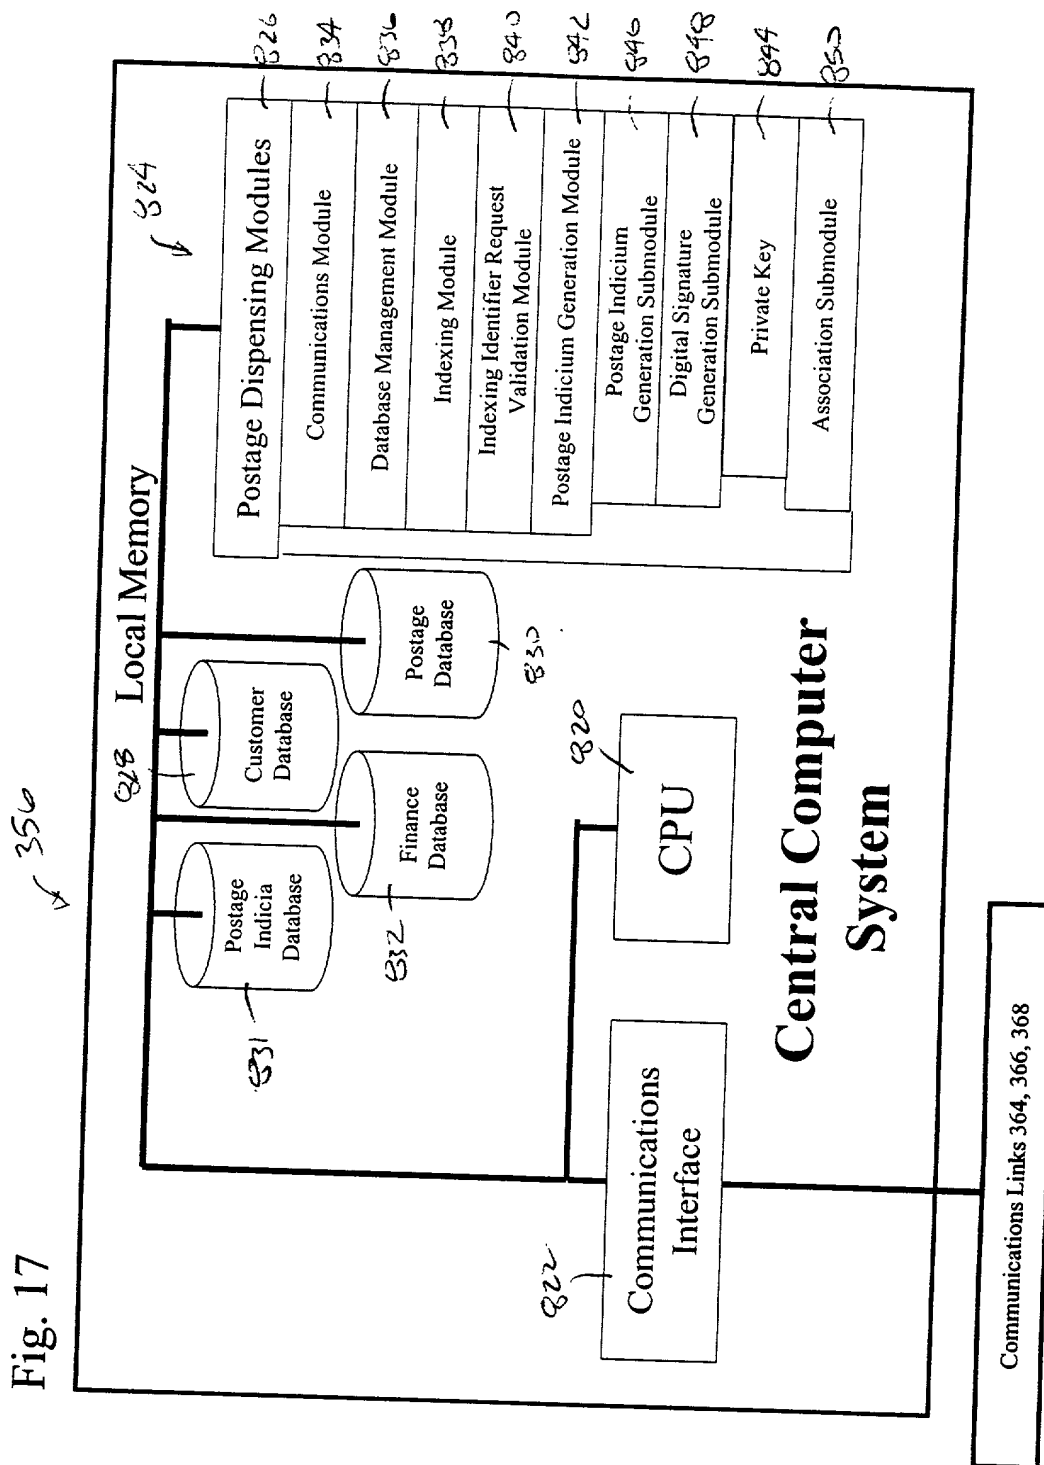 Fig. 17
356
Local Memory
824
831
Postage
Indicia
Database
828
Customer
Database
832
Finance
Database
830
Postage
Database
Postage Dispensing Modules
826
Communications Module
834
Database Management Module
836
Indexing Module
838
Indexing Identifier Request
Validation Module
840
Postage Indicium Generation Module
842
Postage Indicium
Generation Submodule
846
Digital Signature
Generation Submodule
848
Private Key
844
Association Submodule
850
822
Communications
Interface
820
CPU
Central Computer
System
Communications Links 364, 366, 368